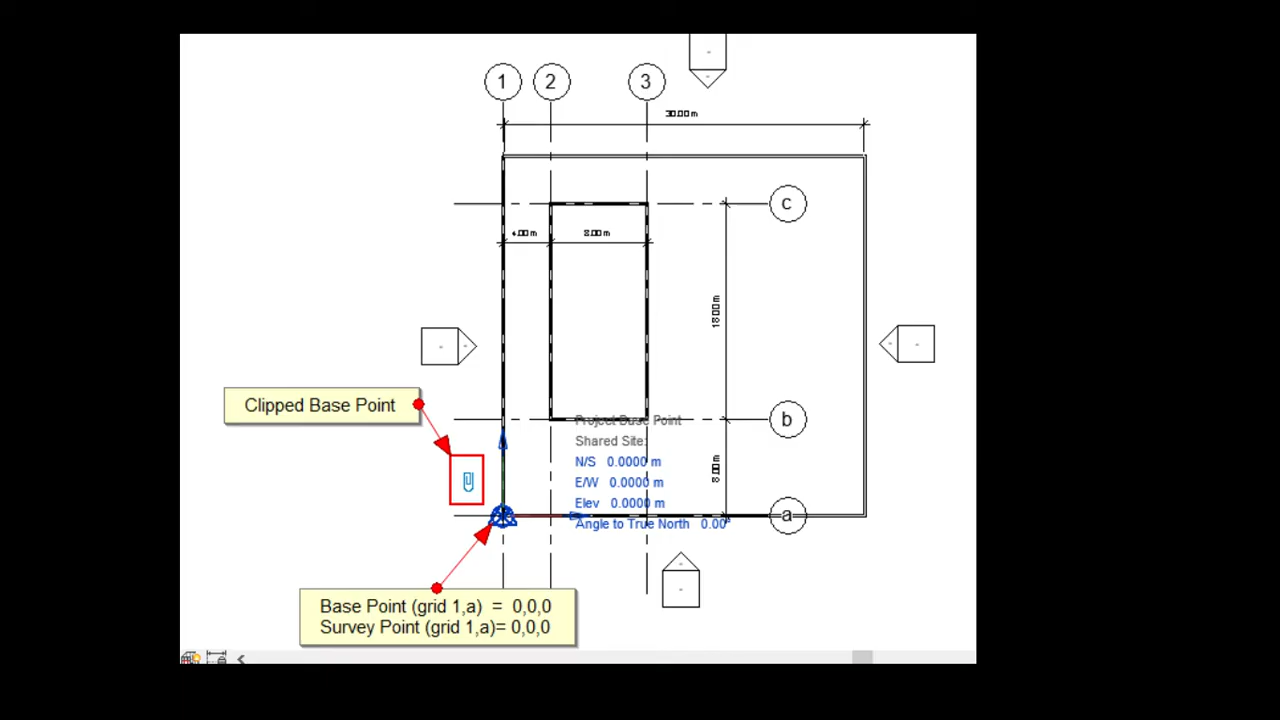 1 2 3
30.00 m
c
4.00 m 8.00 m
18.00 m
Clipped Base Point
b
Project Base Point
Shared Site:
N/S 0.0000 m
E/W 0.0000 m
Elev 0.0000 m
Angle to True North 0.00°
8.00 m
a
Base Point (grid 1,a) = 0,0,0
Survey Point (grid 1,a)= 0,0,0